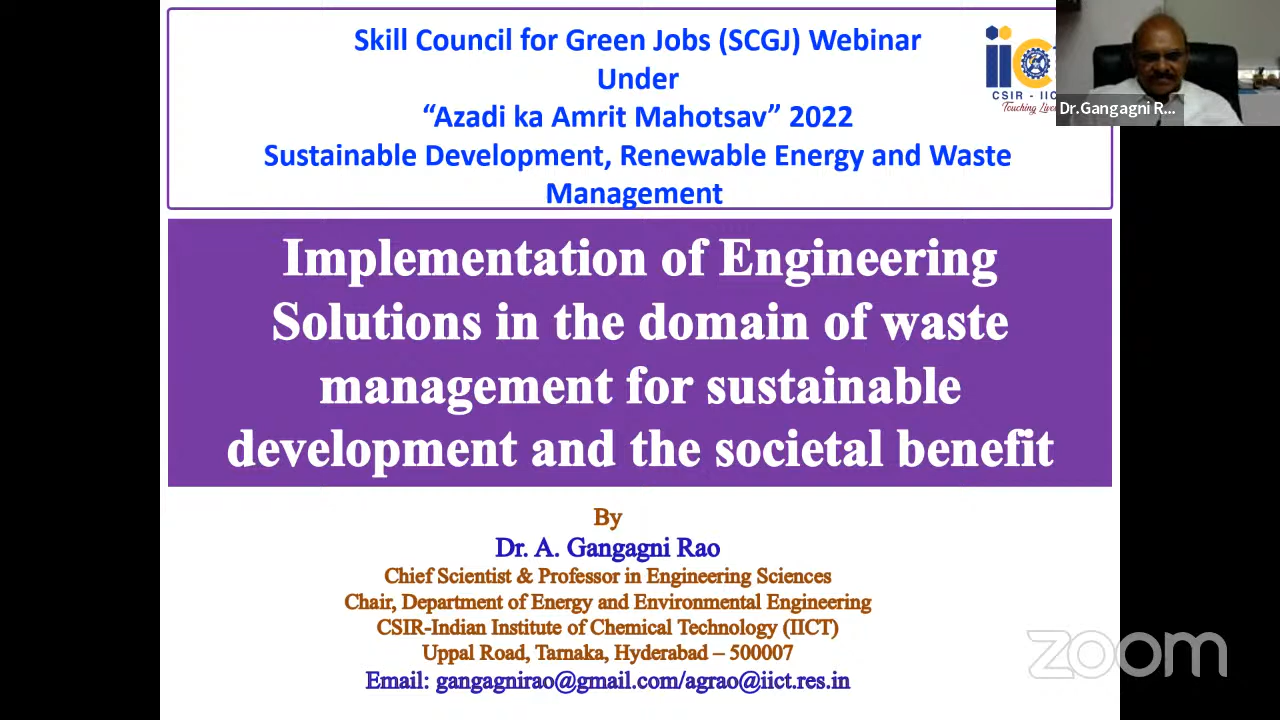 Skill Council for Green Jobs (SCGJ) Webinar
Under
“Azadi ka Amrit Mahotsav” 2022
Sustainable Development, Renewable Energy and Waste
Management
CSIR - IIC
Touching
Dr.Gangagni R...
Implementation of Engineering
Solutions in the domain of waste
management for sustainable
development and the societal benefit
By
Dr. A. Gangagni Rao
Chief Scientist & Professor in Engineering Sciences
Chair, Department of Energy and Environmental Engineering
CSIR-Indian Institute of Chemical Technology (IICT)
Uppal Road, Tarnaka, Hyderabad – 500007
Email: gangagnirao@gmail.com/agrao@iict.res.in
zoom